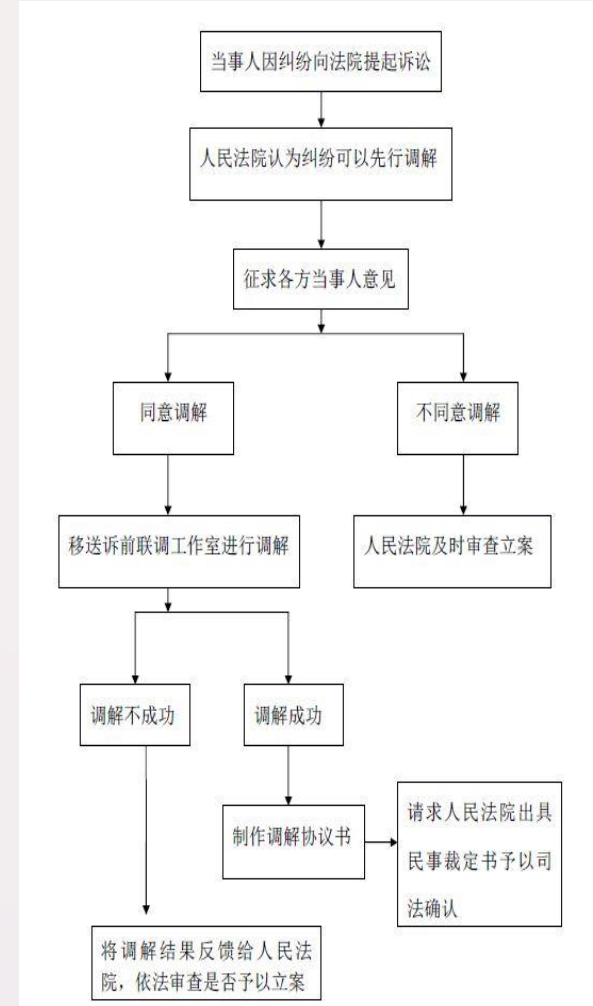 当事人因纠纷向法院提起诉讼
人民法院认为纠纷可以先行调解
征求各方当事人意见
同意调解
不同意调解
移送诉前联调工作室进行调解
人民法院及时审查立案
调解不成功
调解成功
制作调解协议书
请求人民法院出具
民事裁定书予以司
法确认
将调解结果反馈给人民法
院，依法审查是否予以立案